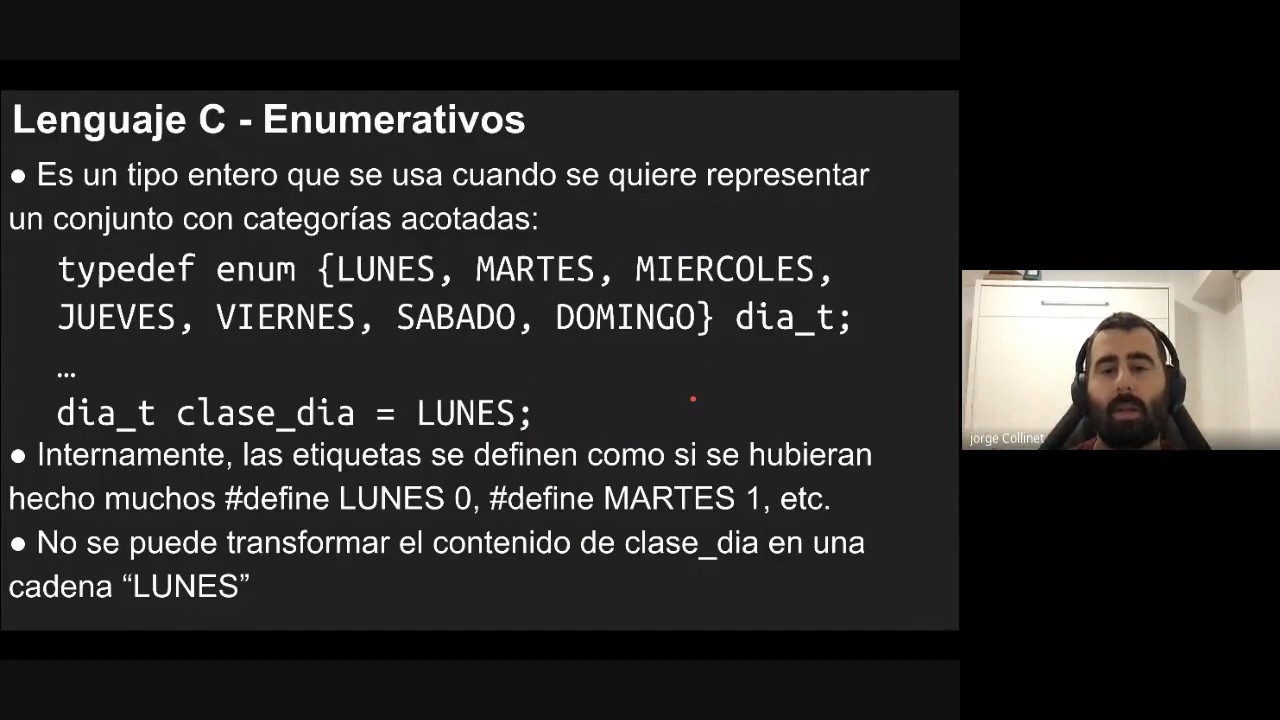 Lenguaje C - Enumerativos
● Es un tipo entero que se usa cuando se quiere representar
un conjunto con categorías acotadas:
typedef enum {LUNES, MARTES, MIERCOLES,
JUEVES, VIERNES, SABADO, DOMINGO} dia_t;
…
dia_t clase_dia = LUNES;
● Internamente, las etiquetas se definen como si se hubieran
hecho muchos #define LUNES 0, #define MARTES 1, etc.
● No se puede transformar el contenido de clase_dia en una
cadena “LUNES”
jorge Collinet